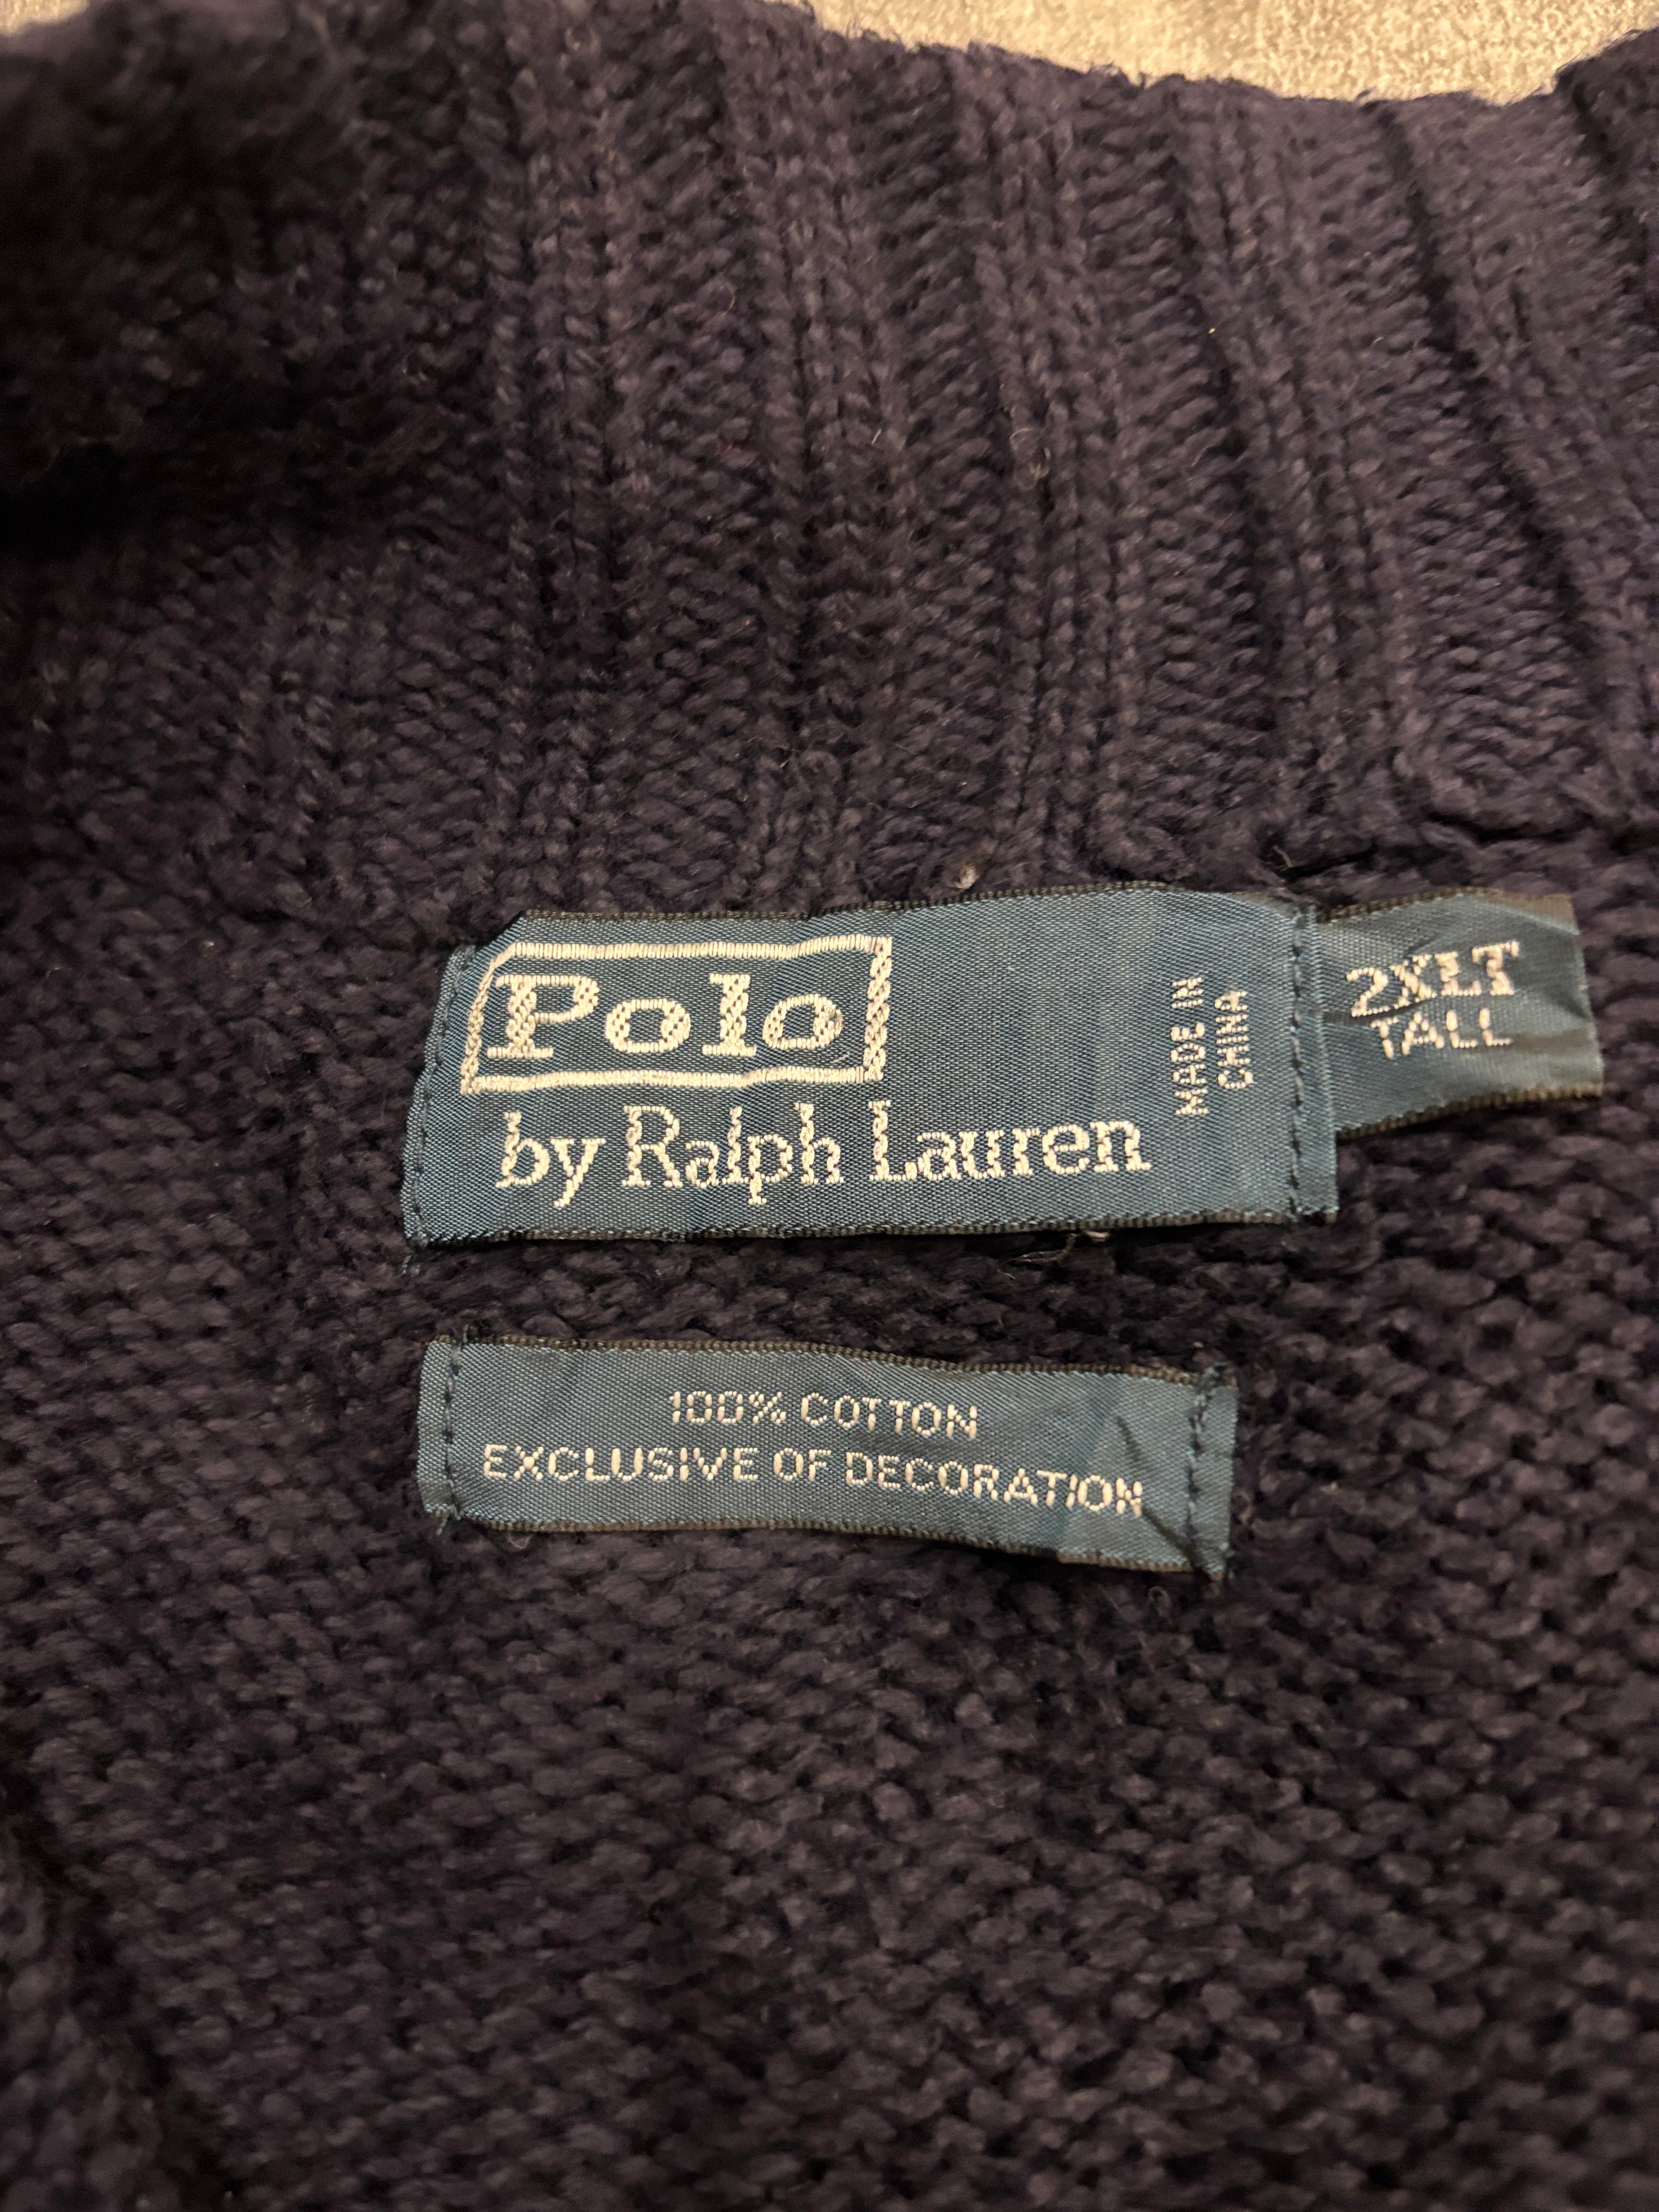 Polo
by Ralph Lauren
MADE IN
CHINA
2XLT
TALL
100% COTTON
EXCLUSIVE OF DECORATION